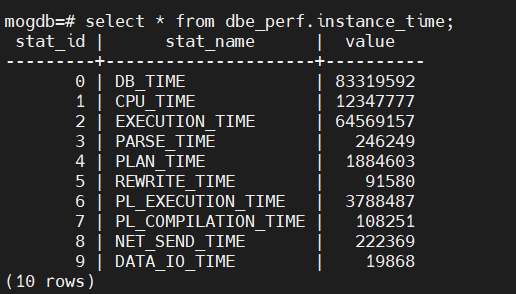 mogdb=# select * from dbe_perf.instance_time;
 stat_id |      stat_name      |  value
---------+---------------------+----------
       0 | DB_TIME             | 83319592
       1 | CPU_TIME            | 12347777
       2 | EXECUTION_TIME      | 64569157
       3 | PARSE_TIME          |   246249
       4 | PLAN_TIME           |  1884603
       5 | REWRITE_TIME        |    91580
       6 | PL_EXECUTION_TIME   |  3788487
       7 | PL_COMPILATION_TIME |   108251
       8 | NET_SEND_TIME       |   222369
       9 | DATA_IO_TIME        |    19868
(10 rows)